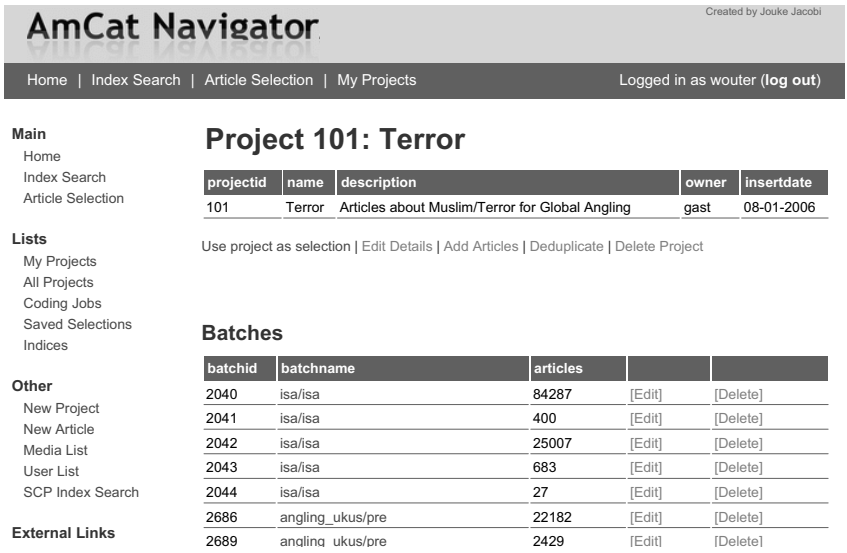 AmCat Navigator
Created by Jouke Jacobi
Home | Index Search | Article Selection | My Projects
Logged in as wouter (log out)
Main
Home
Index Search
Article Selection
Lists
My Projects
All Projects
Coding Jobs
Saved Selections
Indices
Other
New Project
New Article
Media List
User List
SCP Index Search
External Links
Project 101: Terror
projectid name description owner insertdate
101 Terror Articles about Muslim/Terror for Global Angling gast 08-01-2006
Use project as selection | Edit Details | Add Articles | Deduplicate | Delete Project
Batches
batchid batchname articles
2040 isa/isa 84287 [Edit] [Delete]
2041 isa/isa 400 [Edit] [Delete]
2042 isa/isa 25007 [Edit] [Delete]
2043 isa/isa 683 [Edit] [Delete]
2044 isa/isa 27 [Edit] [Delete]
2686 angling_ukus/pre 22182 [Edit] [Delete]
2689 angling_ukus/pre 2429 [Edit] [Delete]